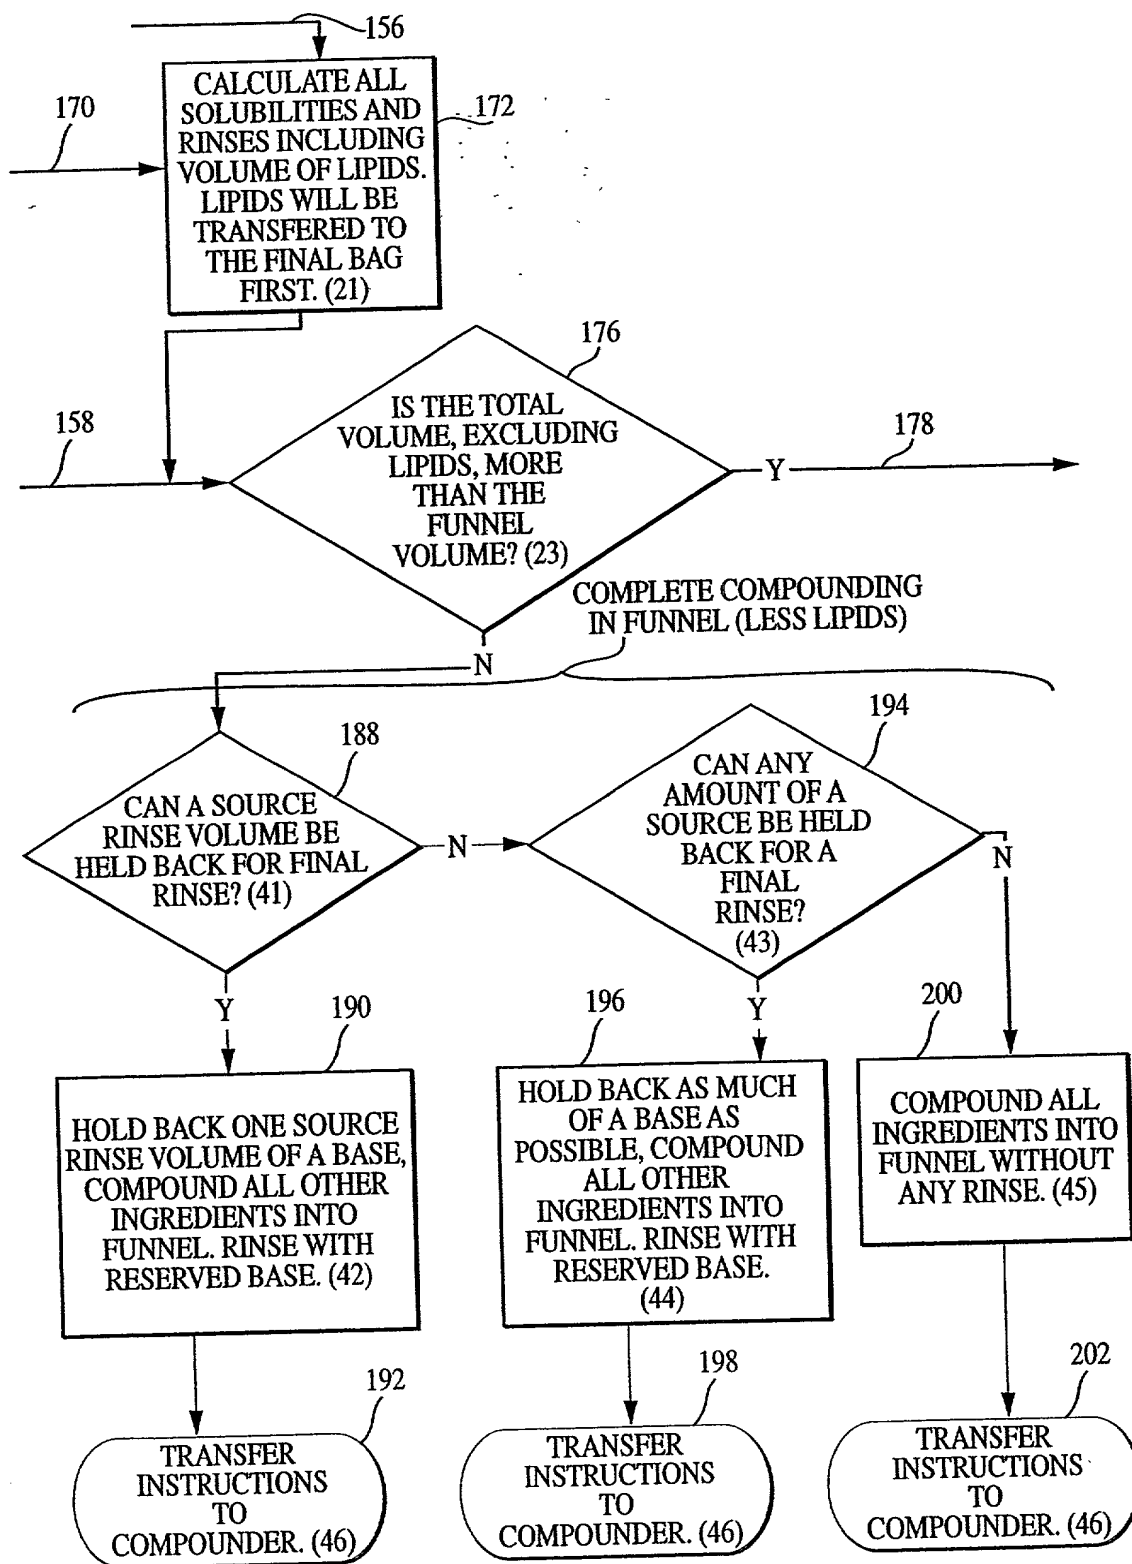 156
CALCULATE ALL
SOLUBILITIES AND
RINSES INCLUDING
VOLUME OF LIPIDS.
LIPIDS WILL BE
TRANSFERED TO
THE FINAL BAG
FIRST. (21)
170
172
176
IS THE TOTAL
VOLUME, EXCLUDING
LIPIDS, MORE
THAN THE
FUNNEL
VOLUME? (23)
158
Y
178
N
COMPLETE COMPOUNDING
IN FUNNEL (LESS LIPIDS)
188
CAN A SOURCE
RINSE VOLUME BE
HELD BACK FOR FINAL
RINSE? (41)
N
194
CAN ANY
AMOUNT OF A
SOURCE BE HELD
BACK FOR A
FINAL
RINSE?
(43)
N
Y
190
HOLD BACK ONE SOURCE
RINSE VOLUME OF A BASE,
COMPOUND ALL OTHER
INGREDIENTS INTO
FUNNEL. RINSE WITH
RESERVED BASE. (42)
Y
196
HOLD BACK AS MUCH
OF A BASE AS
POSSIBLE, COMPOUND
ALL OTHER
INGREDIENTS INTO
FUNNEL. RINSE WITH
RESERVED BASE.
(44)
200
COMPOUND ALL
INGREDIENTS INTO
FUNNEL WITHOUT
ANY RINSE. (45)
192
TRANSFER
INSTRUCTIONS
TO
COMPOUNDER. (46)
198
TRANSFER
INSTRUCTIONS
TO
COMPOUNDER. (46)
202
TRANSFER
INSTRUCTIONS
TO
COMPOUNDER. (46)